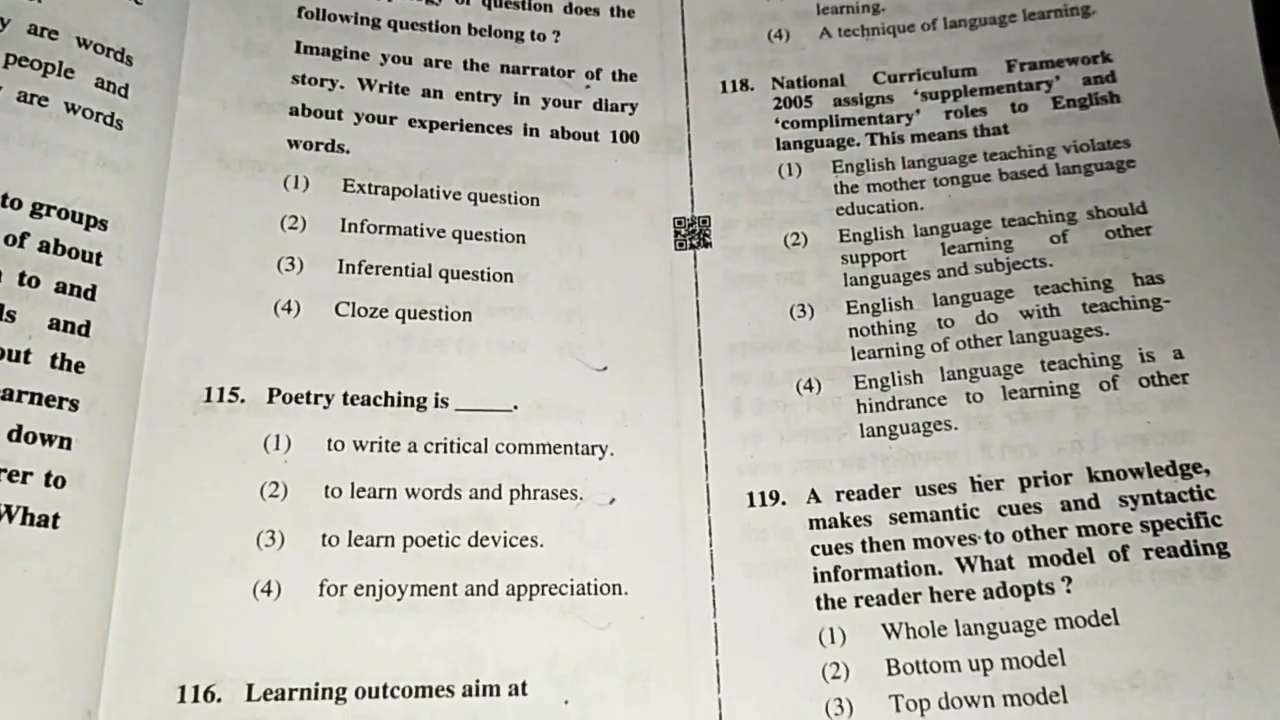 y are words
people and
are words
to groups
of about
to and
ls and
out the
earners
down
rer to
What
of question does the
following question belong to ?
Imagine you are the narrator of the
story. Write an entry in your diary
about your experiences in about 100
words.
(1) Extrapolative question
(2) Informative question
(3) Inferential question
(4) Cloze question
115. Poetry teaching is _____.
(1) to write a critical commentary.
(2) to learn words and phrases.
(3) to learn poetic devices.
(4) for enjoyment and appreciation.
116. Learning outcomes aim at
learning.
(4) A technique of language learning.
118. National Curriculum Framework
2005 assigns ‘supplementary’ and
‘complimentary’ roles to English
language. This means that
(1) English language teaching violates
the mother tongue based language
education.
(2) English language teaching should
support learning of other
languages and subjects.
(3) English language teaching has
nothing to do with teaching-
learning of other languages.
(4) English language teaching is a
hindrance to learning of other
languages.
119. A reader uses her prior knowledge,
makes semantic cues and syntactic
cues then moves to other more specific
information. What model of reading
the reader here adopts ?
(1) Whole language model
(2) Bottom up model
(3) Top down model